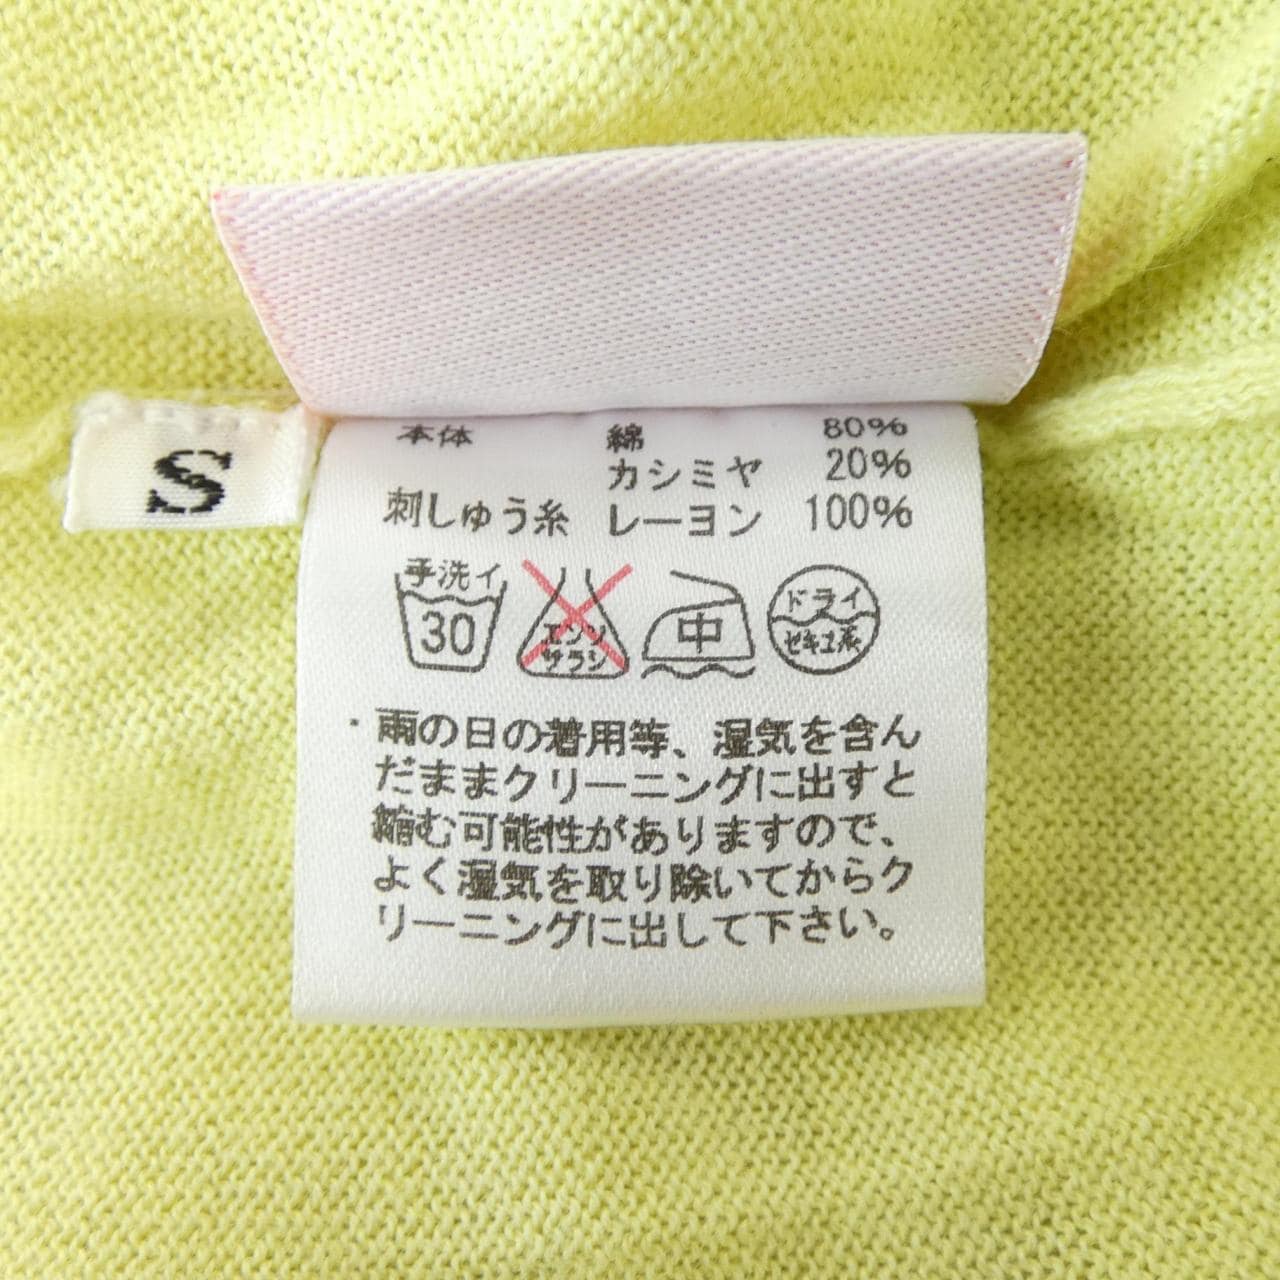 S
本体 綿 80%
カシミヤ 20%
刺しゅう糸 レーヨン 100%
手洗イ
30
エンソ
サラシ
中
ドライ
セキユ系
・雨の日の着用等、湿気を含ん
だままクリーニングに出すと
縮む可能性がありますので、
よく湿気を取り除いてからク
リーニングに出して下さい。